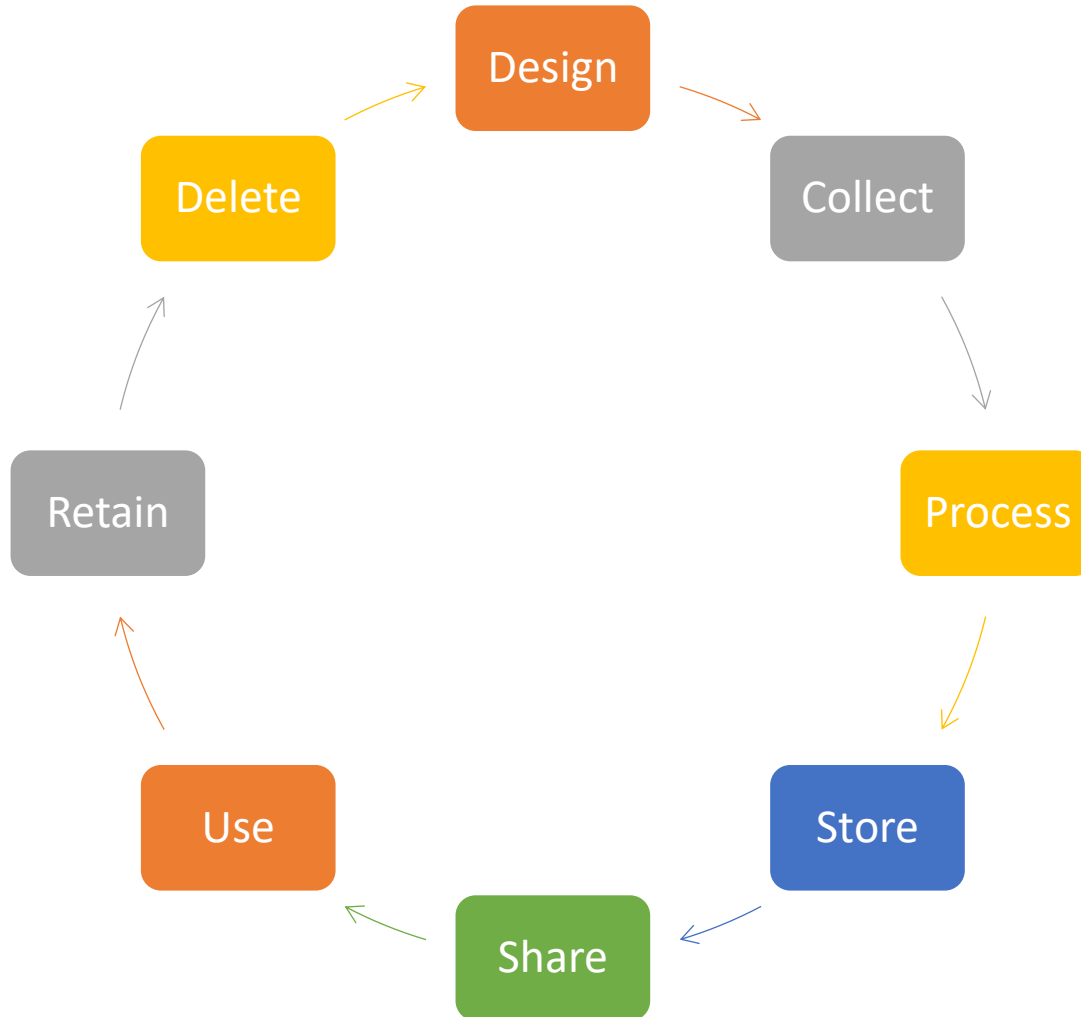 Design
Collect
Process
Store
Share
Use
Retain
Delete